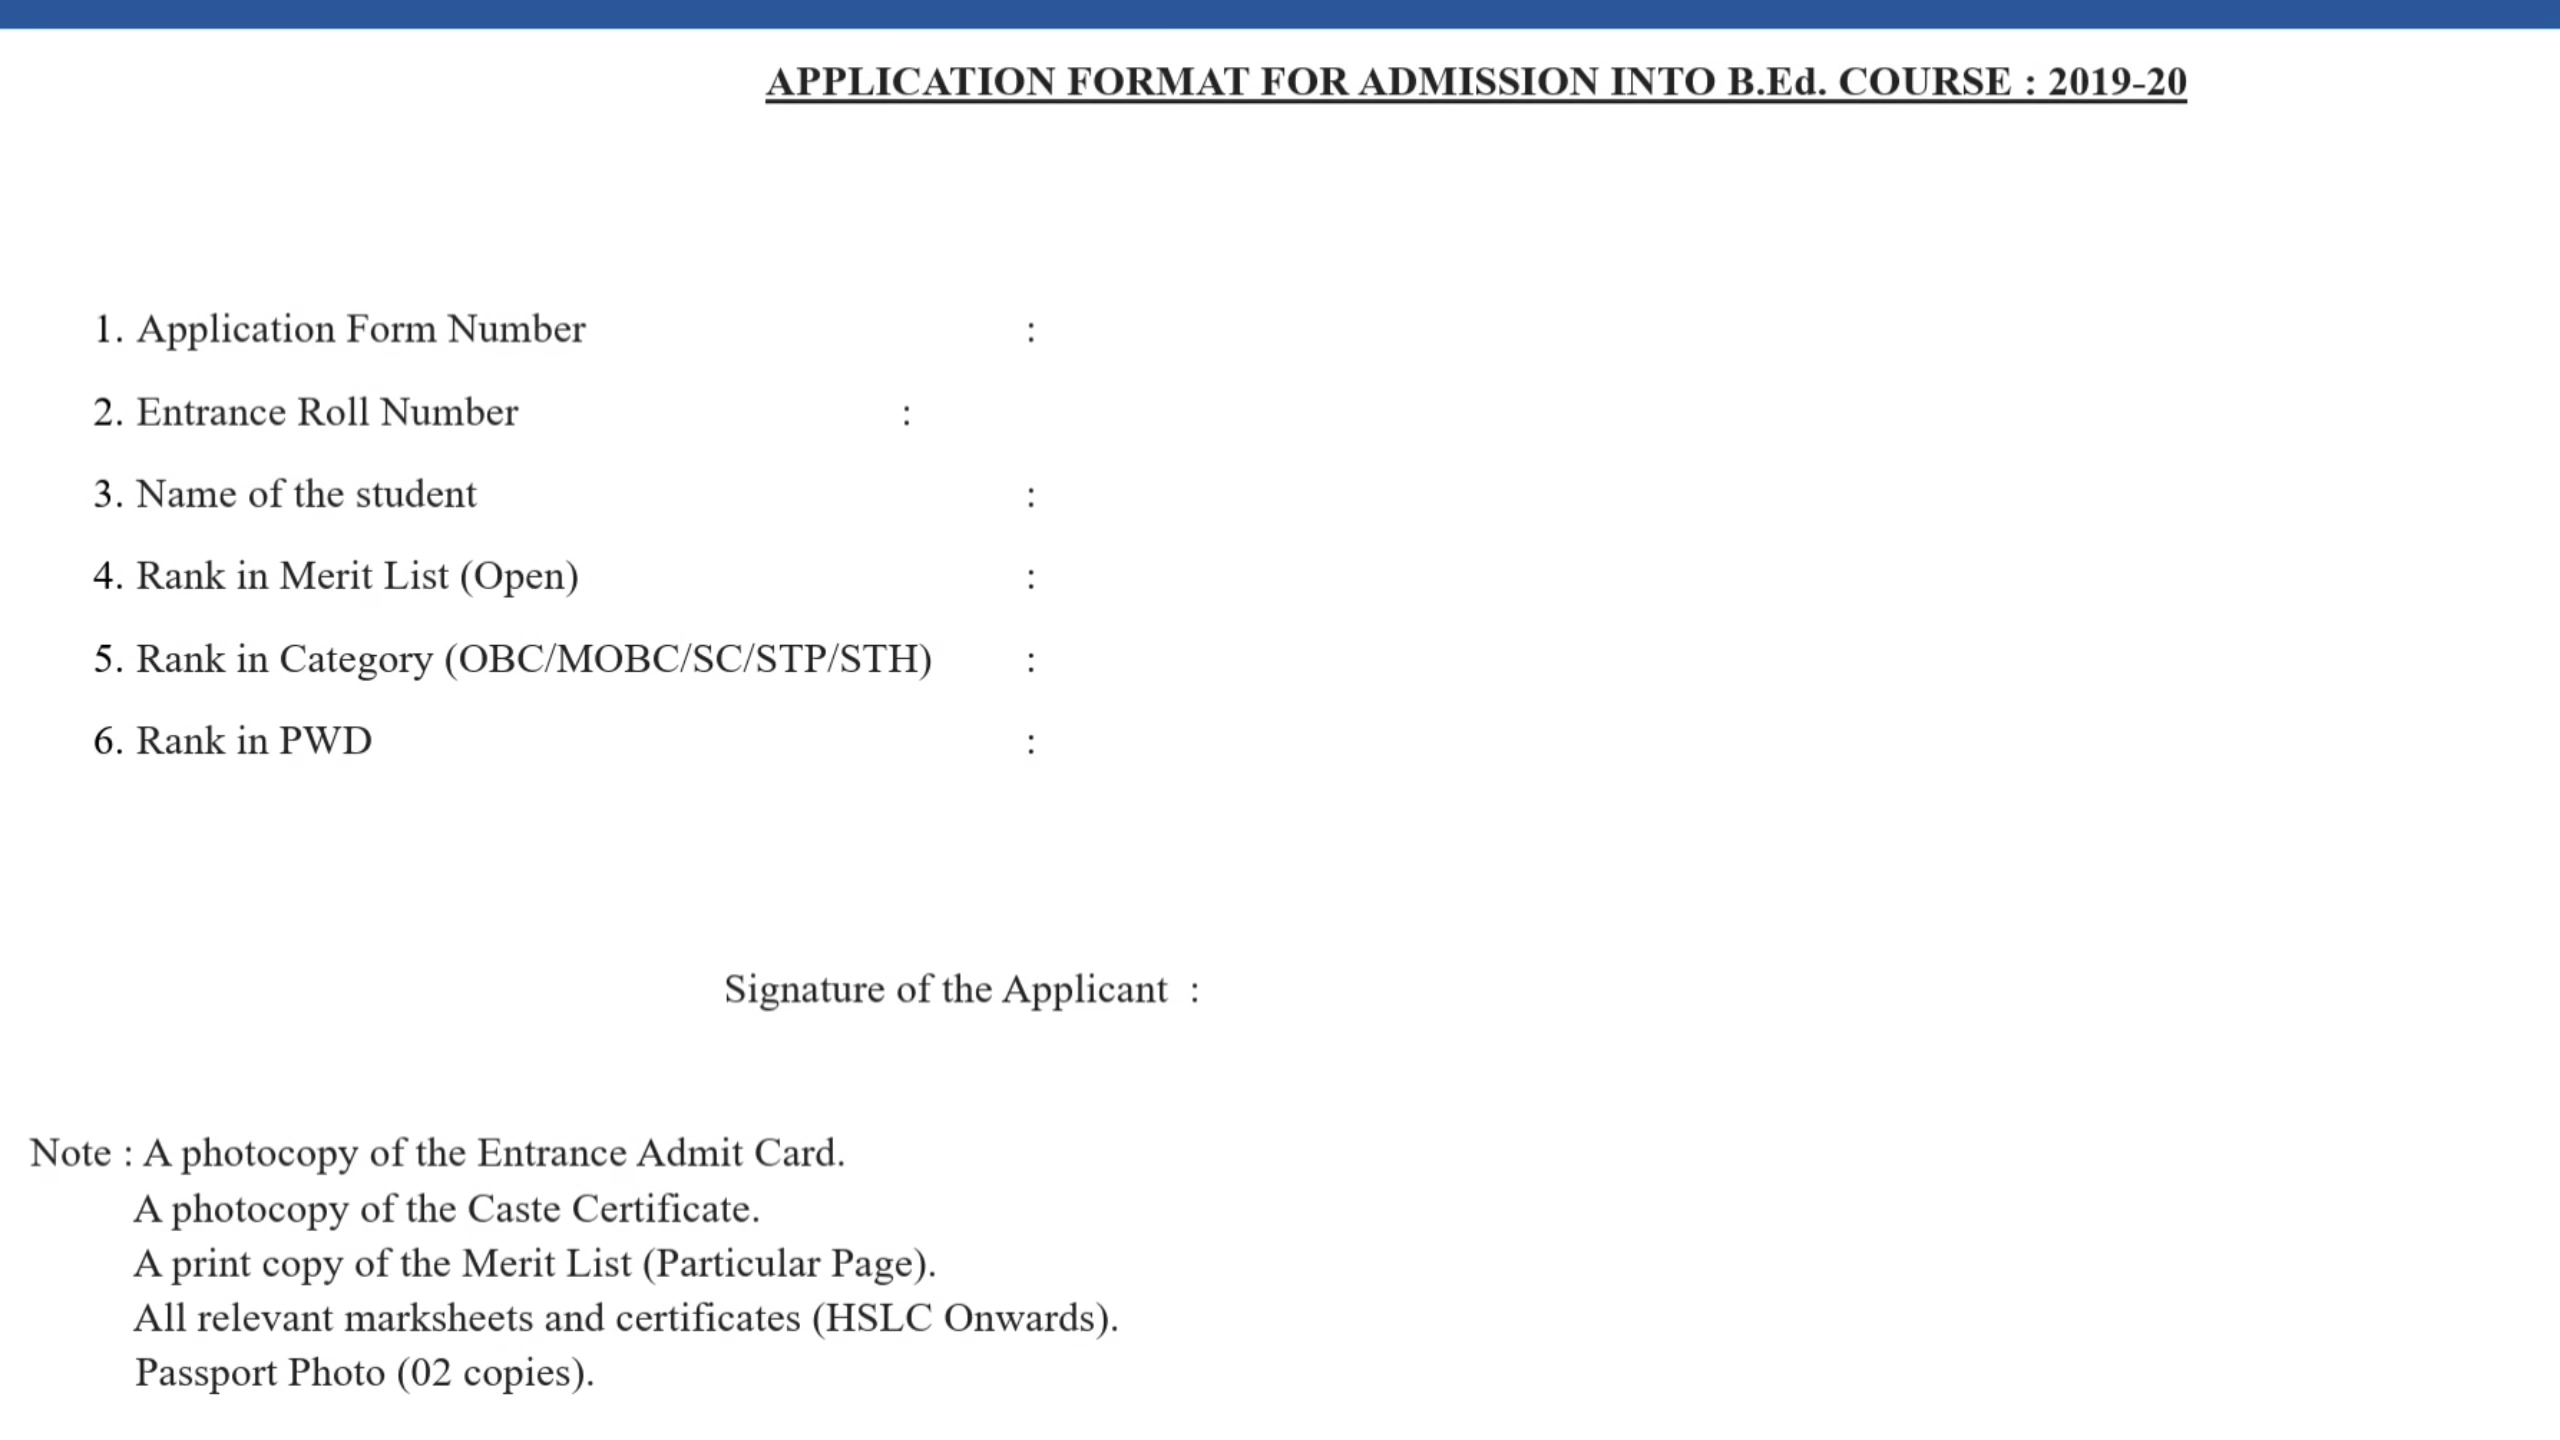 APPLICATION FORMAT FOR ADMISSION INTO B.Ed. COURSE : 2019-20
1. Application Form Number :
2. Entrance Roll Number :
3. Name of the student :
4. Rank in Merit List (Open) :
5. Rank in Category (OBC/MOBC/SC/STP/STH) :
6. Rank in PWD :
Signature of the Applicant :
Note : A photocopy of the Entrance Admit Card.
A photocopy of the Caste Certificate.
A print copy of the Merit List (Particular Page).
All relevant marksheets and certificates (HSLC Onwards).
Passport Photo (02 copies).